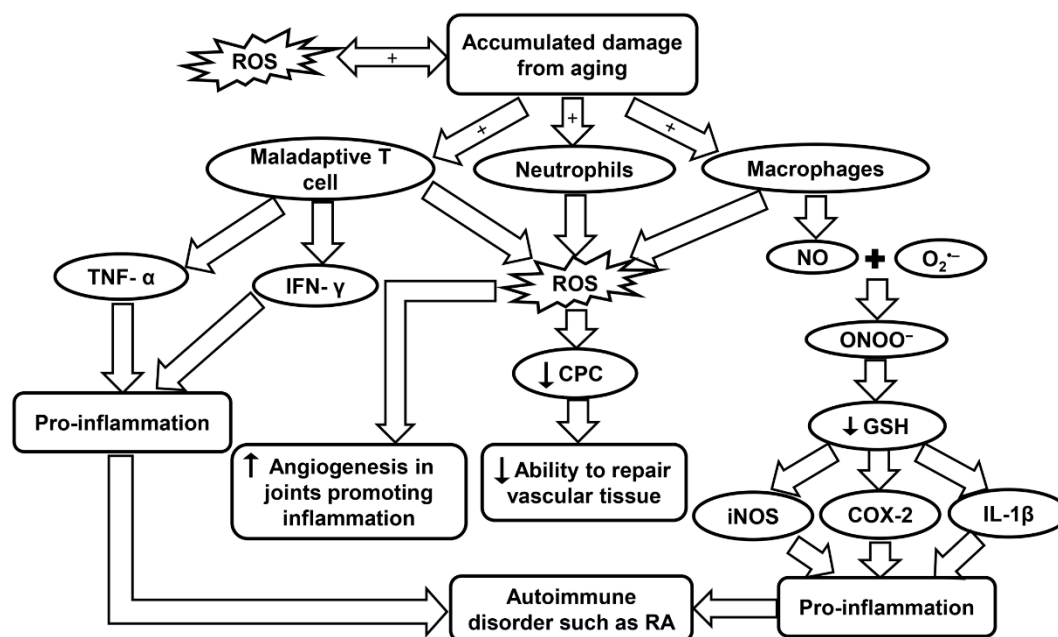 Accumulated damage
from aging
ROS
+
+
+
+
Maladaptive T
cell
Neutrophils
Macrophages
TNF- α
IFN- γ
ROS
NO
+
O₂•−
ONOO⁻
↓ CPC
Pro-inflammation
↓ GSH
↑ Angiogenesis in
joints promoting
inflammation
↓ Ability to repair
vascular tissue
iNOS
COX-2
IL-1β
Autoimmune
disorder such as RA
Pro-inflammation